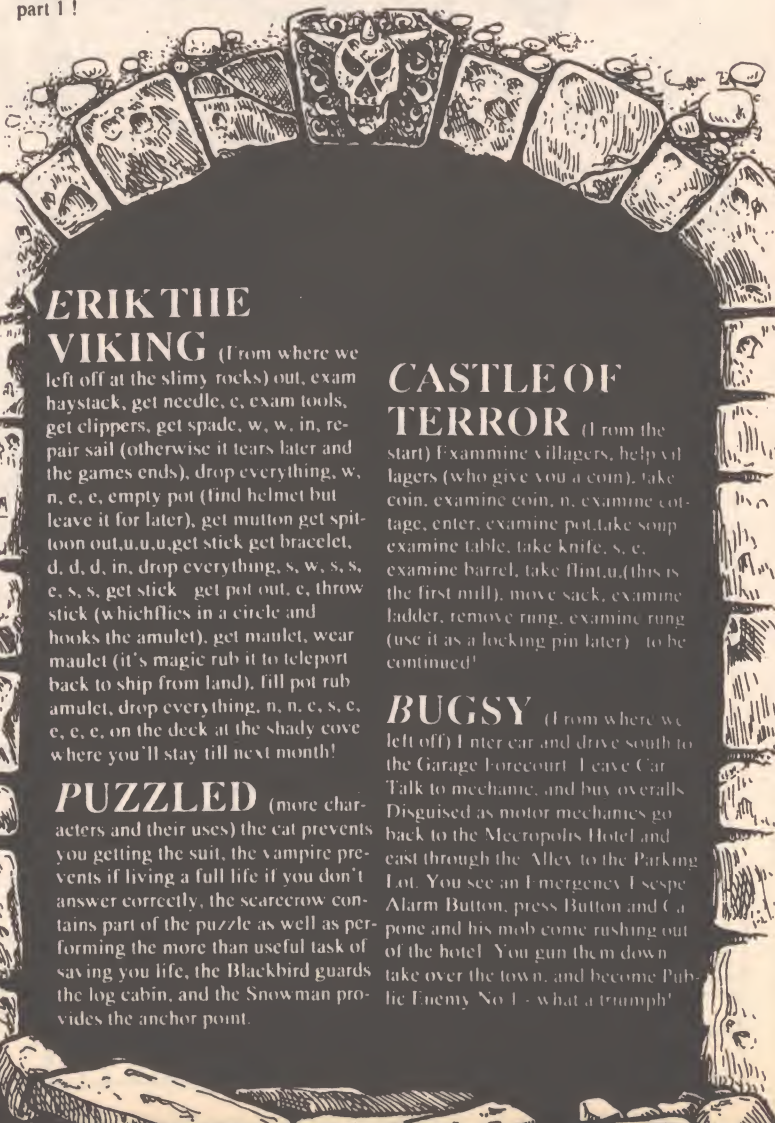 part 1 !
ERIK THE
VIKING (From where we
left off at the slimy rocks) out, exam
haystack, get needle, e, exam tools,
get clippers, get spade, w, w, in, re-
pair sail (otherwise it tears later and
the games ends), drop everything, w,
n, e, e, empty pot (find helmet but
leave it for later), get mutton get spit-
toon out,u,u,u,get stick get bracelet,
d, d, d, in, drop everything, s, w, s, s,
e, s, s, get stick get pot out, e, throw
stick (whichflies in a circle and
hooks the amulet), get maulet, wear
maulet (it's magic rub it to teleport
back to ship from land), fill pot rub
amulet, drop everything, n, n, e, s, e,
e, e, e, on the deck at the shady cove
where you'll stay till next month!
PUZZLED (more char-
acters and their uses) the cat prevents
you getting the suit, the vampire pre-
vents if living a full life if you don't
answer correctly, the scarecrow con-
tains part of the puzzle as well as per-
forming the more than useful task of
saving you life, the Blackbird guards
the log cabin, and the Snowman pro-
vides the anchor point.
CASTLE OF
TERROR (From the
start) Exammine villagers, help vil
lagers (who give you a coin), take
coin, examine coin, n, examine cot-
tage, enter, examine pot,take soup
examine table, take knife, s, e,
examine barrel, take flint,u,(this is
the first mill), move sack, examine
ladder, remove rung, examine rung
(use it as a locking pin later) to be
continued!
BUGSY (From where we
left off) Enter car and drive south to
the Garage Forecourt. Leave Car
Talk to mechanic, and buy overalls
Disguised as motor mechanics go
back to the Mecropolis Hotel and
east through the Alley to the Parking
Lot. You see an Emergency Esespe
Alarm Button, press Button and Ca
pone and his mob come rushing out
of the hotel. You gun them down
take over the town, and become Pub-
lic Enemy No 1 - what a triumph!